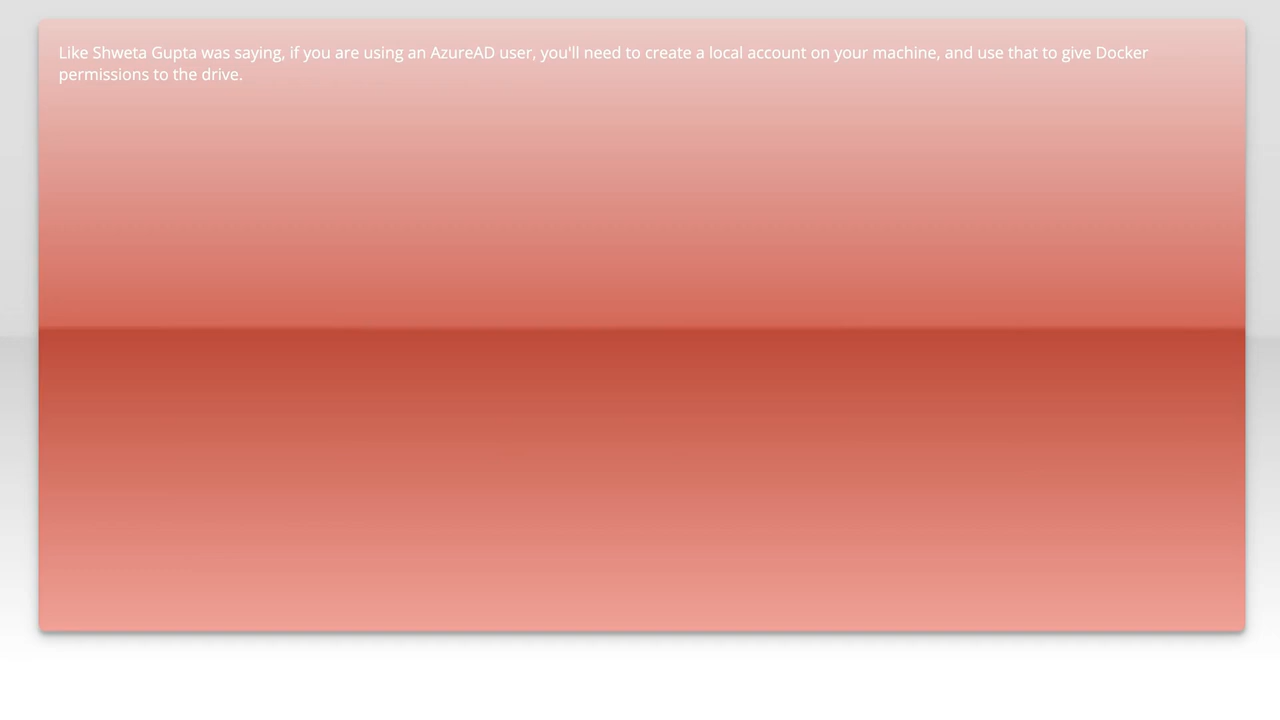 Like Shweta Gupta was saying, if you are using an AzureAD user, you'll need to create a local account on your machine, and use that to give Docker
permissions to the drive.